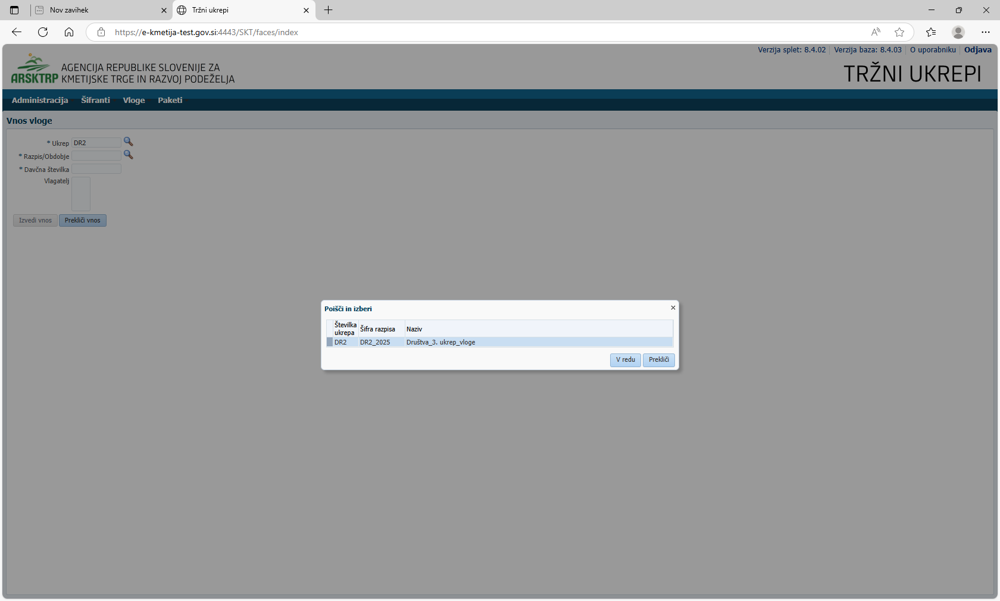 Nov zavihek
Tržni ukrepi
https://e-kmetija-test.gov.si:4443/SKT/faces/index
Verzija splet: 8.4.02 Verzija baza: 8.4.03 O uporabniku Odjava
ARSKTRP
AGENCIJA REPUBLIKE SLOVENIJE ZA
KMETIJSKE TRGE IN RAZVOJ PODEŽELJA
TRŽNI UKREPI
Administracija Šifranti Vloge Paketi
Vnos vloge
* Ukrep DR2
* Razpis/Obdobje
* Davčna številka
Vlagatelj
Izvedi vnos Prekliči vnos
Poišči in izberi
Številka
ukrepa Šifra razpisa Naziv
DR2 DR2_2025 Društva_3. ukrep_vloge
V redu Prekliči